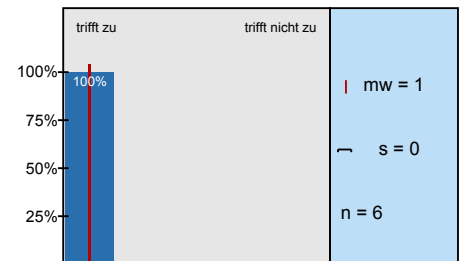 trifft zu trifft nicht zu
100%
100%
mw = 1
75%
s = 0
50%
25%
n = 6